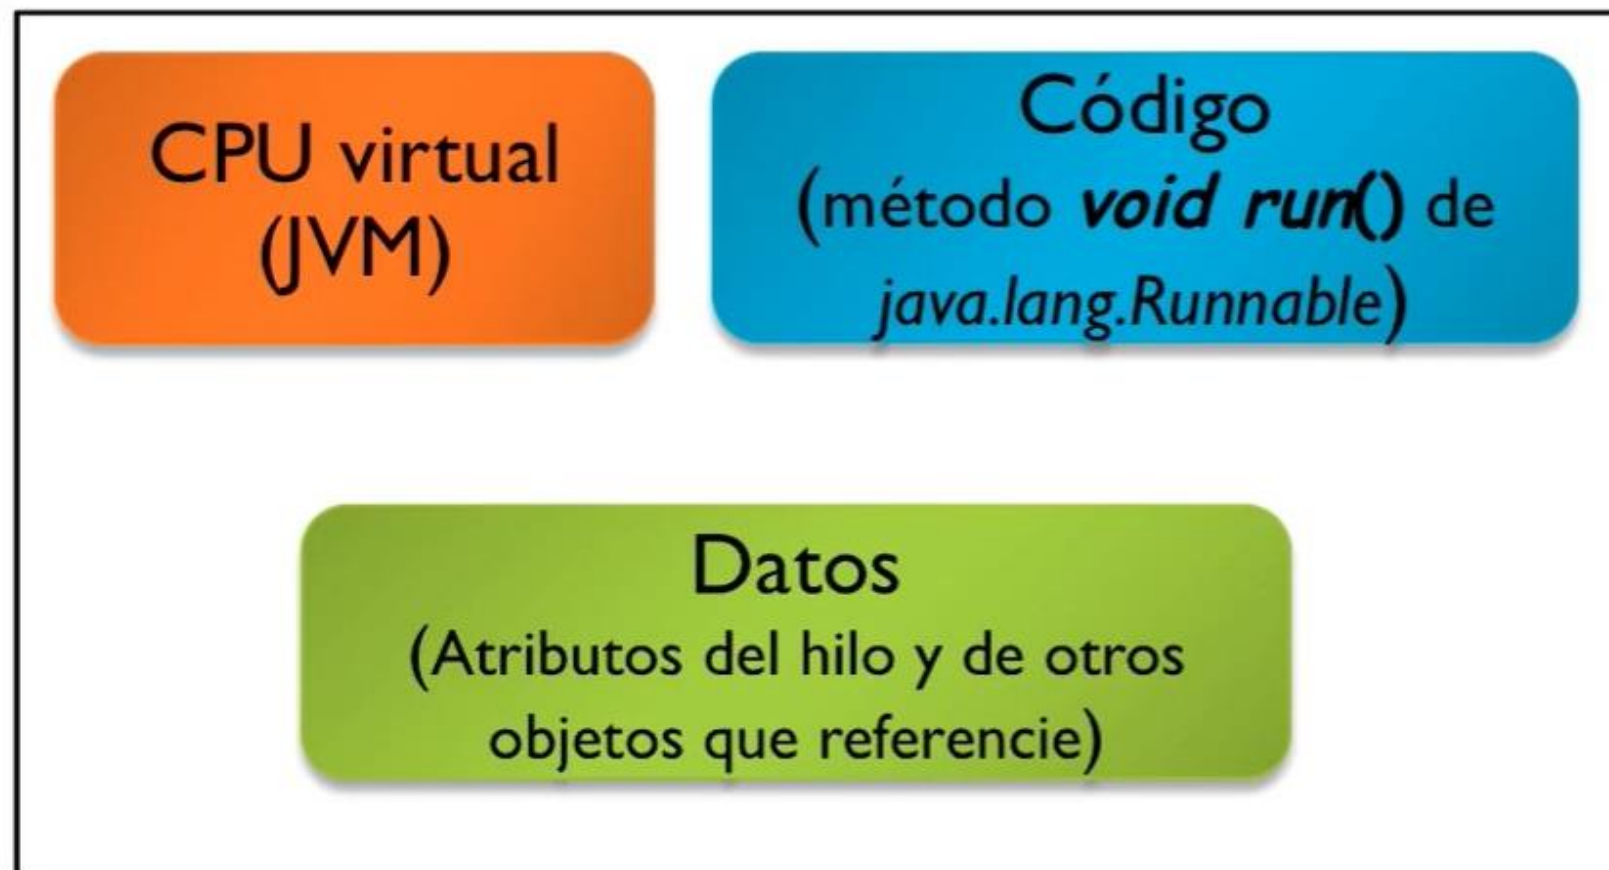 CPU virtual
(JVM)
Código
(método void run() de
java.lang.Runnable)
Datos
(Atributos del hilo y de otros
objetos que referencie)